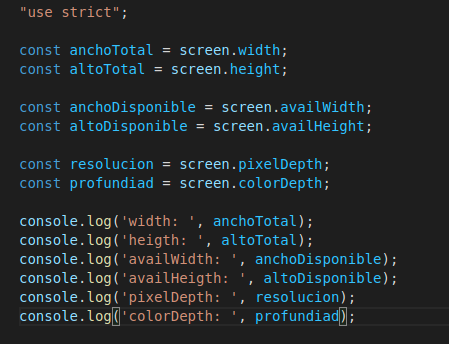 "use strict";
const anchoTotal = screen.width;
const altoTotal = screen.height;
const anchoDisponible = screen.availWidth;
const altoDisponible = screen.availHeight;
const resolucion = screen.pixelDepth;
const profundiad = screen.colorDepth;
console.log('width: ', anchoTotal);
console.log('heigth: ', altoTotal);
console.log('availWidth: ', anchoDisponible);
console.log('availHeigth: ', altoDisponible);
console.log('pixelDepth: ', resolucion);
console.log('colorDepth: ', profundiad);